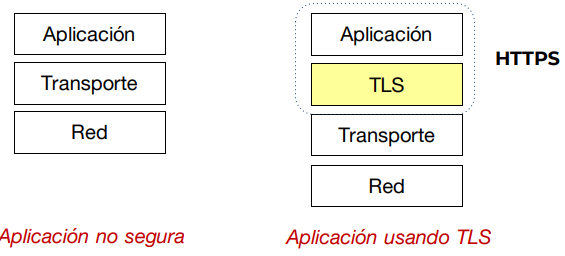 Aplicación
Transporte
Red
Aplicación no segura
Aplicación
TLS
HTTPS
Transporte
Red
Aplicación usando TLS